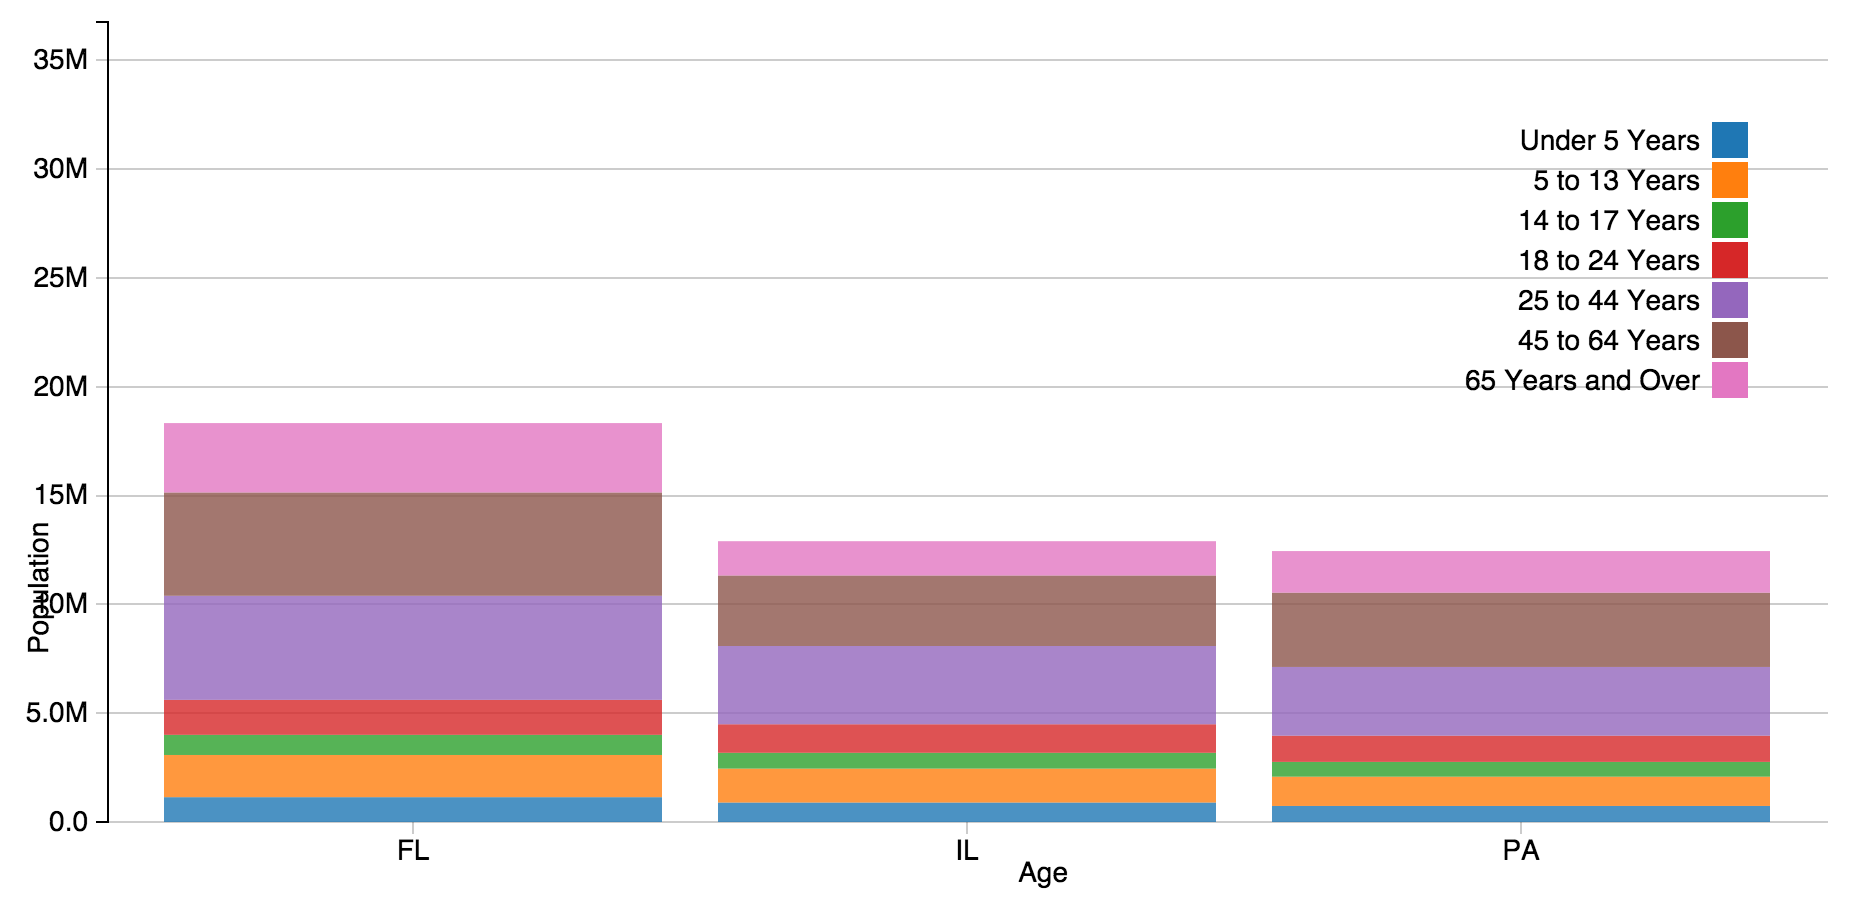 35M
30M
25M
20M
15M
10M
5.0M
0.0
Population
Under 5 Years
5 to 13 Years
14 to 17 Years
18 to 24 Years
25 to 44 Years
45 to 64 Years
65 Years and Over
FL IL PA
Age